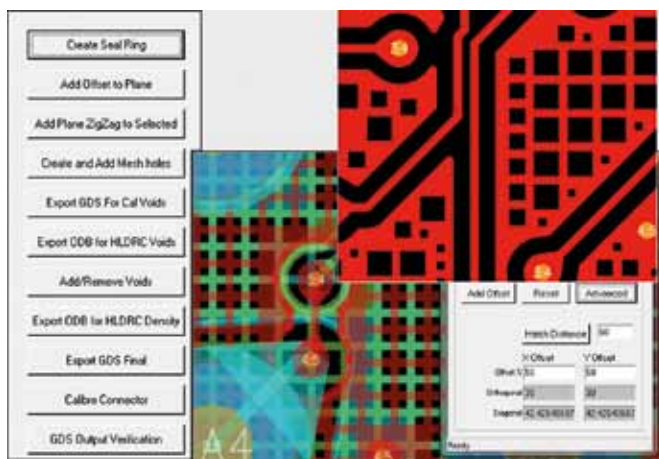 Create Seal Ring
Add Offset to Plane
Add Plane ZigZag to Selected
Create and Add Mesh holes
Export GDS For Cal Voids
Export ODB for HLDRC Voids
Add/Remove Voids
Export ODB for HLDRC Density
Export GDS Final
Calibre Connector
GDS Output Verification
A4
Add Offset Reset Advanced
Hatch Distance
X Offset Y Offset
Offset
Orthogonal
Diagonal
Ready